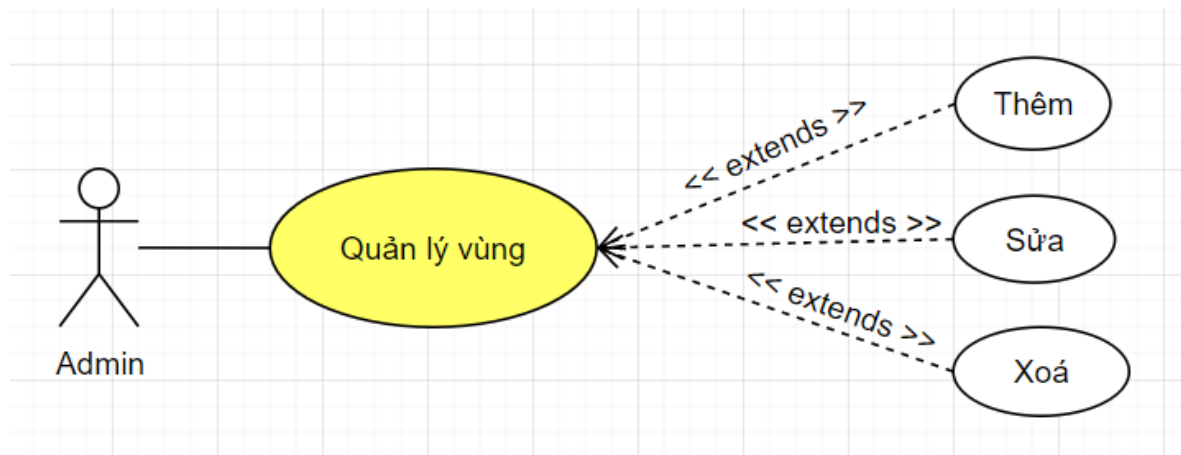 Thêm
<< extends >>
<< extends >>
Sửa
Quản lý vùng
<< extends >>
Xoá
Admin